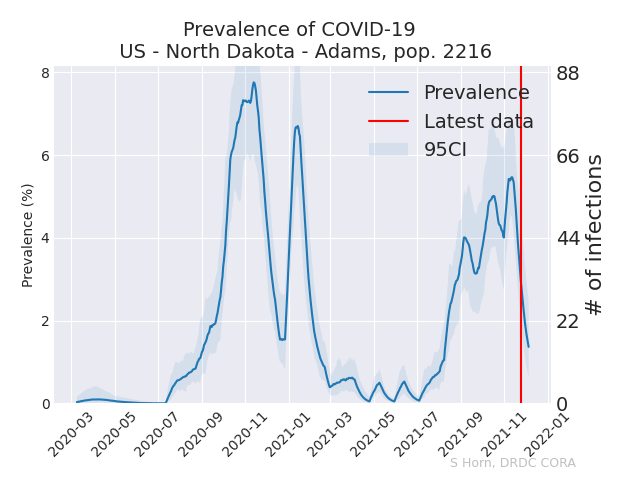 Prevalence of COVID-19
US - North Dakota - Adams, pop. 2216
Prevalence
Latest data
95CI
Prevalence (%)
8
6
4
2
0
88
66
44
22
0
# of infections
2020-03
2020-05
2020-07
2020-09
2020-11
2021-01
2021-03
2021-05
2021-07
2021-09
2021-11
2022-01
S Horn, DRDC CORA